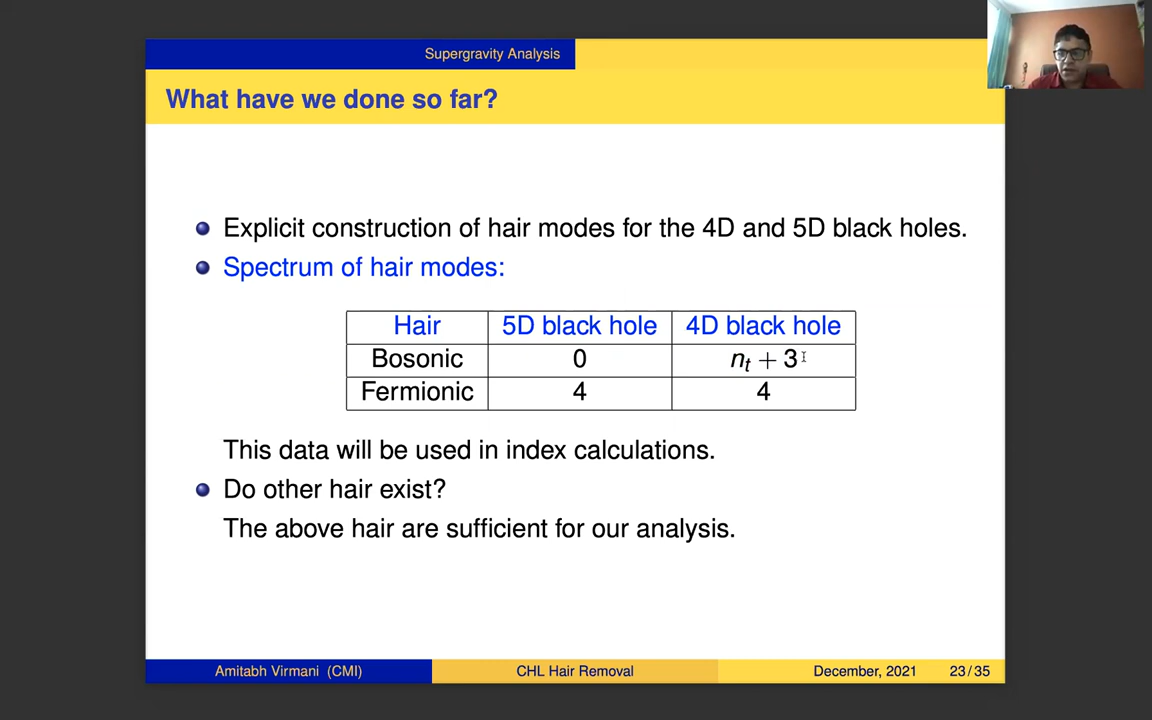 Supergravity Analysis
What have we done so far?
Explicit construction of hair modes for the 4D and 5D black holes.
Spectrum of hair modes:
Hair 5D black hole 4D black hole
Bosonic 0 nₜ + 3
Fermionic 4 4
This data will be used in index calculations.
Do other hair exist?
The above hair are sufficient for our analysis.
Amitabh Virmani (CMI) CHL Hair Removal December, 2021 23/35